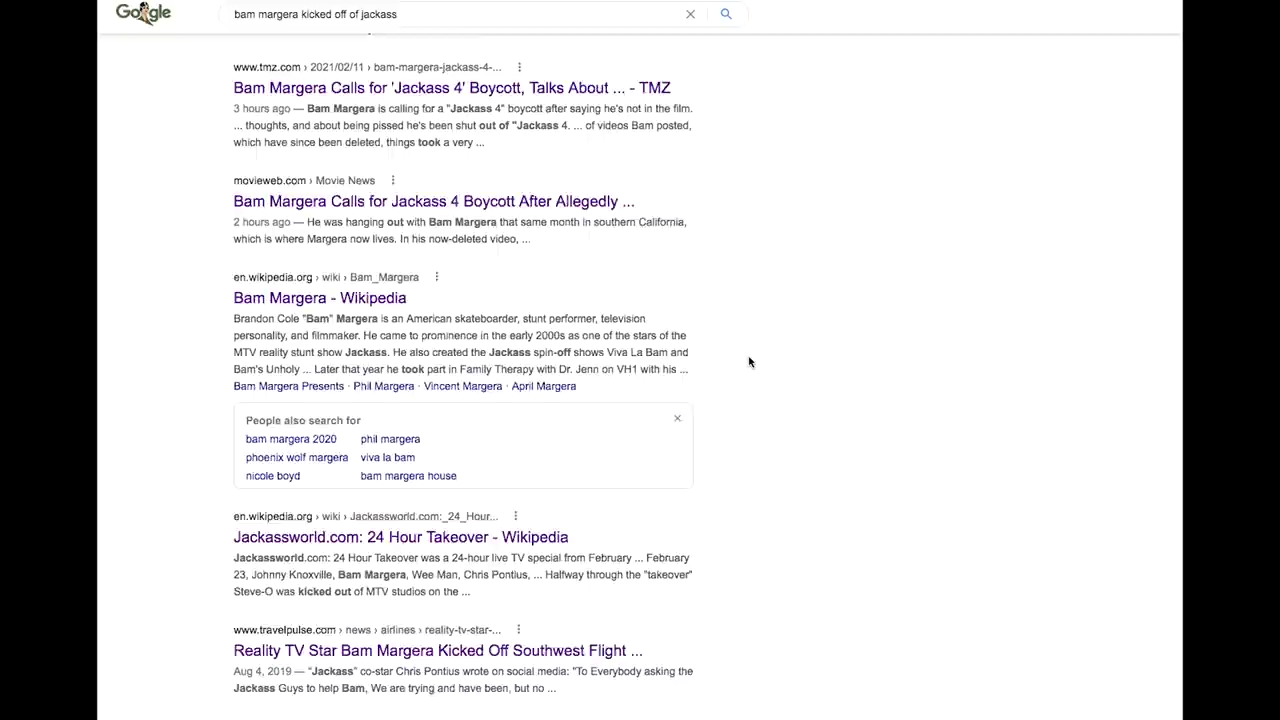 Google
bam margera kicked off of jackass
www.tmz.com › 2021/02/11 › bam-margera-jackass-4-...
Bam Margera Calls for 'Jackass 4' Boycott, Talks About ... - TMZ
3 hours ago — Bam Margera is calling for a "Jackass 4" boycott after saying he's not in the film.
... thoughts, and about being pissed he's been shut out of "Jackass 4. ... of videos Bam posted,
which have since been deleted, things took a very ...
movieweb.com › Movie News
Bam Margera Calls for Jackass 4 Boycott After Allegedly ...
2 hours ago — He was hanging out with Bam Margera that same month in southern California,
which is where Margera now lives. In his now-deleted video, ...
en.wikipedia.org › wiki › Bam_Margera
Bam Margera - Wikipedia
Brandon Cole "Bam" Margera is an American skateboarder, stunt performer, television
personality, and filmmaker. He came to prominence in the early 2000s as one of the stars of the
MTV reality stunt show Jackass. He also created the Jackass spin-off shows Viva La Bam and
Bam's Unholy ... Later that year he took part in Family Therapy with Dr. Jenn on VH1 with his ...
Bam Margera Presents · Phil Margera · Vincent Margera · April Margera
People also search for
bam margera 2020 phil margera
phoenix wolf margera viva la bam
nicole boyd bam margera house
en.wikipedia.org › wiki › Jackassworld.com:_24_Hour...
Jackassworld.com: 24 Hour Takeover - Wikipedia
Jackassworld.com: 24 Hour Takeover was a 24-hour live TV special from February ... February
23, Johnny Knoxville, Bam Margera, Wee Man, Chris Pontius, ... Halfway through the "takeover"
Steve-O was kicked out of MTV studios on the ...
www.travelpulse.com › news › airlines › reality-tv-star-...
Reality TV Star Bam Margera Kicked Off Southwest Flight ...
Aug 4, 2019 — "Jackass" co-star Chris Pontius wrote on social media: "To Everybody asking the
Jackass Guys to help Bam, We are trying and have been, but no ...